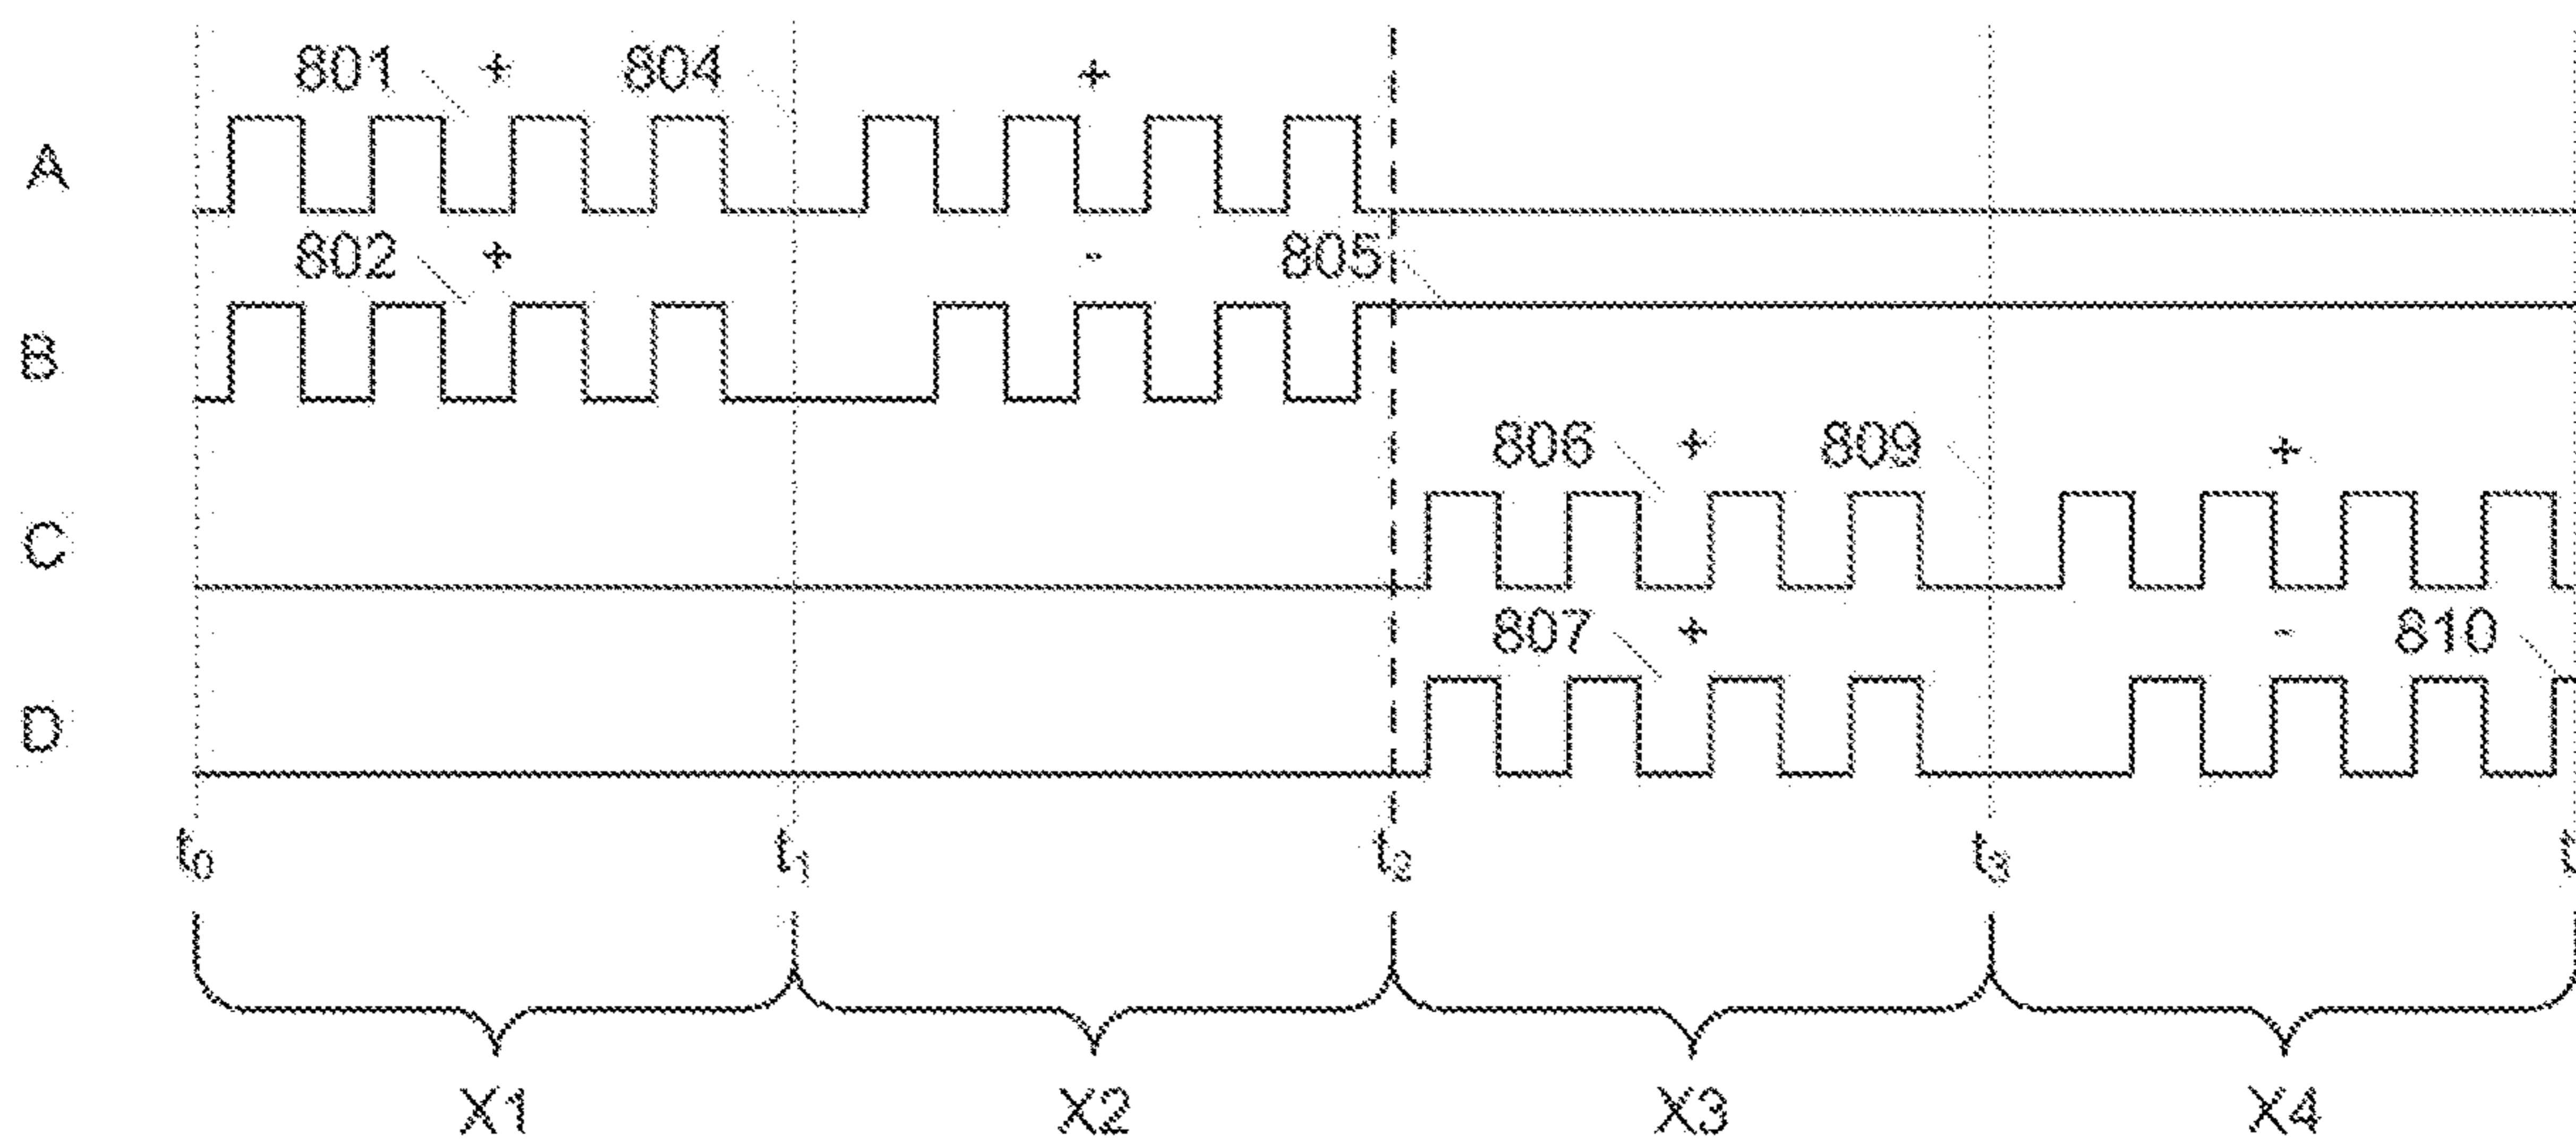 801 + 804 +
A
802 + - 805
B
806 + 809 +
C
807 + - 810
D
t0 t1 t2 t3 t
X1 X2 X3 X4